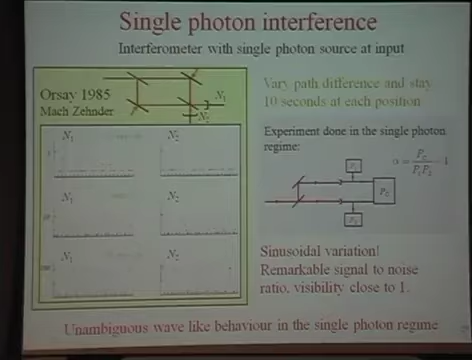 Single photon interference
Interferometer with single photon source at input
Orsay 1985
Mach Zehnder
N1
N2
N1
N2
N1
N2
N1
N2
Vary path difference and stay
10 seconds at each position
Experiment done in the single photon
regime:
Sinusoidal variation!
Remarkable signal to noise
ratio, visibility close to 1.
Unambiguous wave like behaviour in the single photon regime